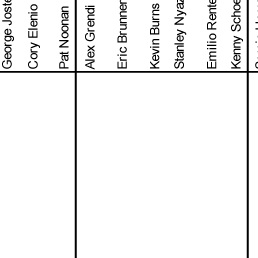 George Joste
Cory Elenio
Pat Noonan
Alex Grendi
Eric Brunner
Kevin Burns
Stanley Nyaz
Emilio Rente
Kenny Schoe